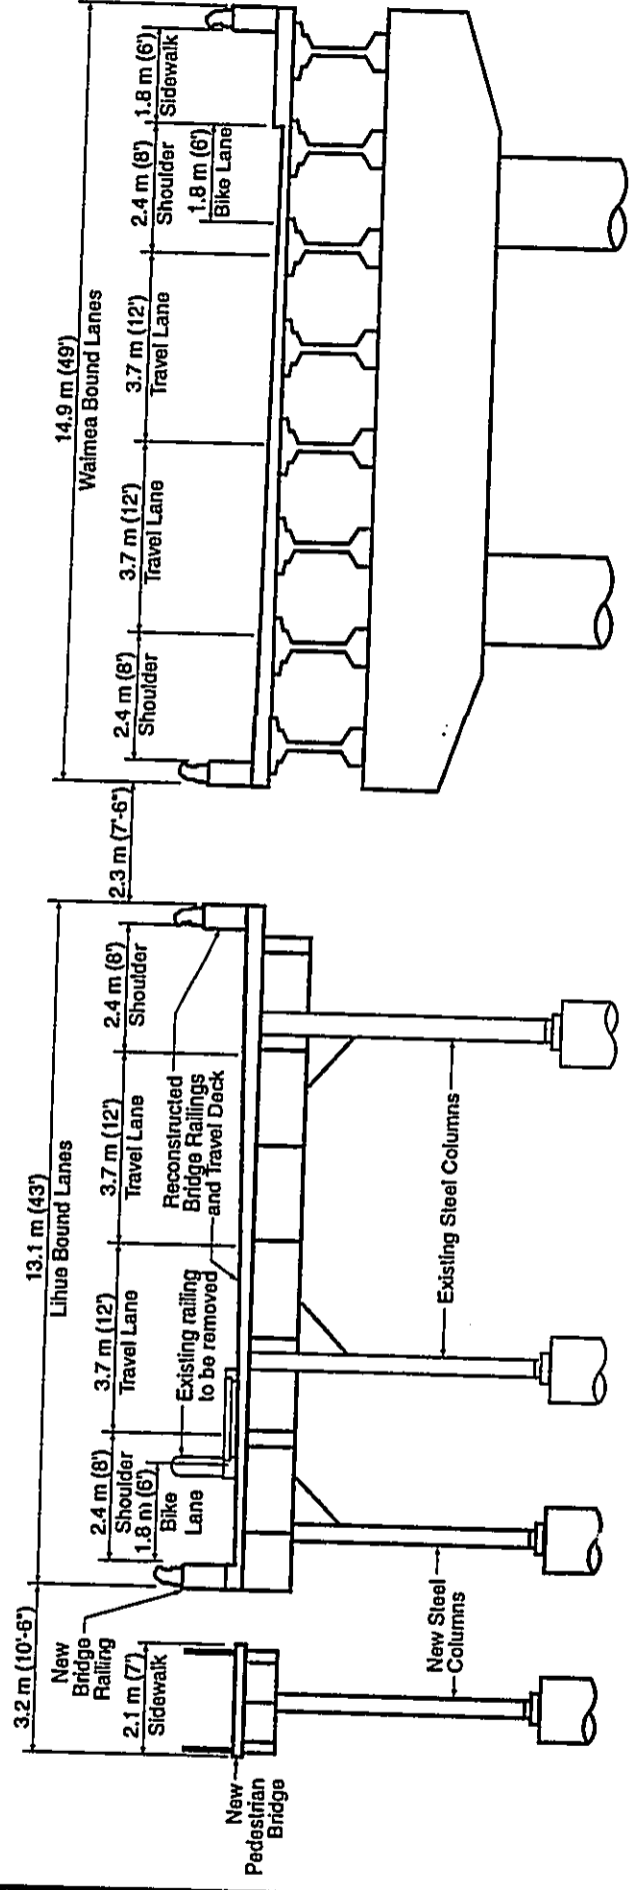 3.2 m (10'-6")
13.1 m (43')
Lihue Bound Lanes
2.3 m (7'-6")
14.9 m (49')
Waimea Bound Lanes
New
Bridge
Railing
2.1 m (7')
Sidewalk
New
Pedestrian
Bridge
2.4 m (8')
Shoulder
1.8 m (6')
Bike
Lane
3.7 m (12')
Travel Lane
Existing railing
to be removed
3.7 m (12')
Travel Lane
Reconstructed
Bridge Railings
and Travel Deck
2.4 m (8')
Shoulder
New Steel
Columns
Existing Steel Columns
2.4 m (8')
Shoulder
3.7 m (12')
Travel Lane
3.7 m (12')
Travel Lane
2.4 m (8')
Shoulder
1.8 m (6')
Bike Lane
1.8 m (6')
Sidewalk